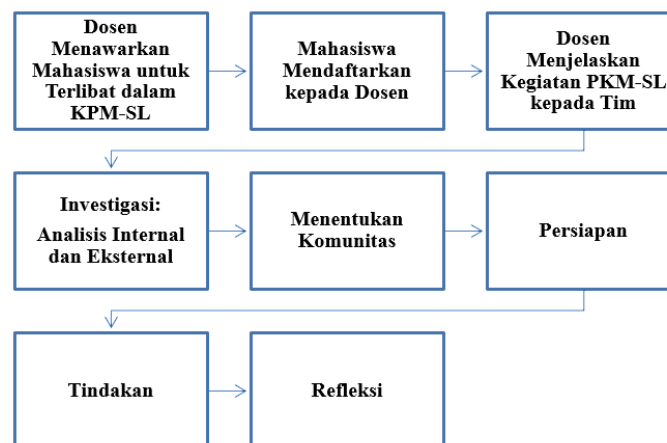 Dosen
Menawarkan
Mahasiswa untuk
Terlibat dalam
KPM-SL
Mahasiswa
Mendaftarkan
kepada Dosen
Dosen
Menjelaskan
Kegiatan PKM-SL
kepada Tim
Investigasi:
Analisis Internal
dan Eksternal
Menentukan
Komunitas
Persiapan
Tindakan
Refleksi